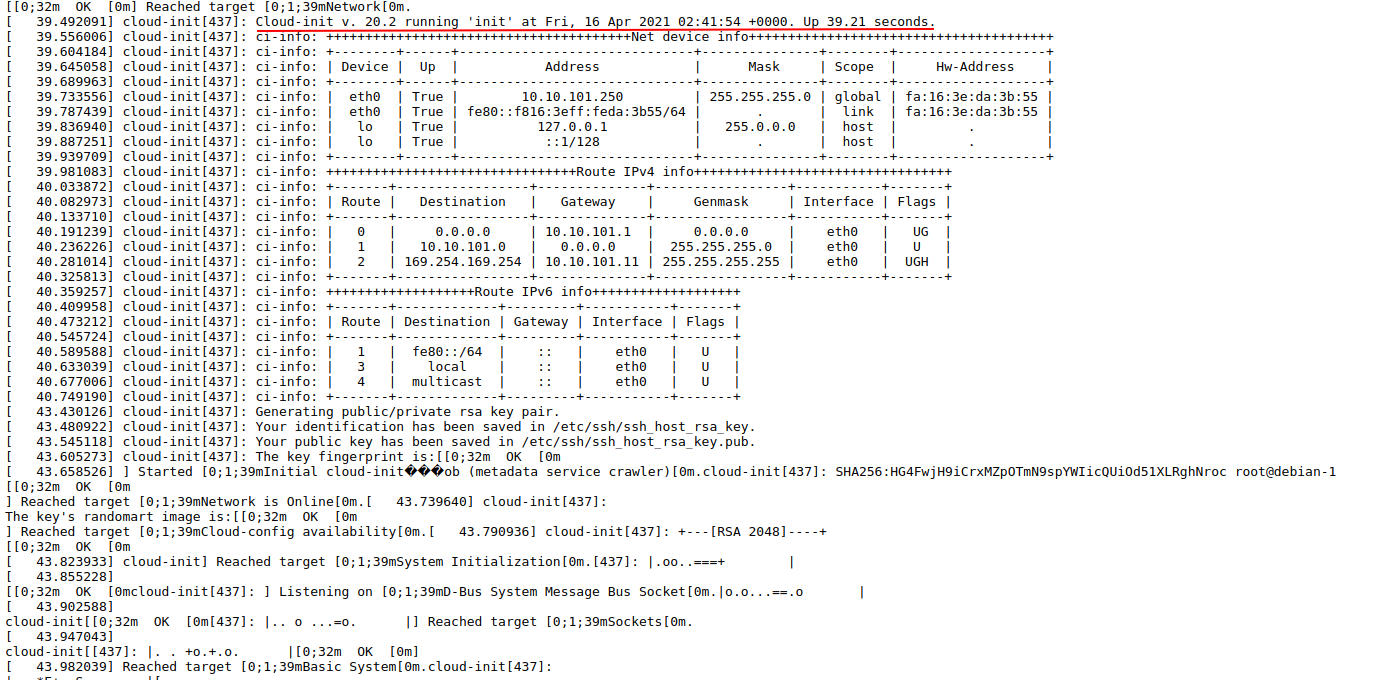 [[0;32m  OK  [0m] Reached target [0;1;39mNetwork[0m.
[   39.492091] cloud-init[437]: Cloud-init v. 20.2 running 'init' at Fri, 16 Apr 2021 02:41:54 +0000. Up 39.21 seconds.
[   39.556006] cloud-init[437]: ci-info: +++++++++++++++++++++++++++++++++++++++Net device info+++++++++++++++++++++++++++++++++++++++
[   39.604184] cloud-init[437]: ci-info: +--------+------+------------------------------+---------------+--------+-------------------+
[   39.645058] cloud-init[437]: ci-info: | Device |  Up  |           Address            |      Mask     | Scope  |     Hw-Address    |
[   39.689963] cloud-init[437]: ci-info: +--------+------+------------------------------+---------------+--------+-------------------+
[   39.733556] cloud-init[437]: ci-info: |  eth0  | True |        10.10.101.250         | 255.255.255.0 | global | fa:16:3e:da:3b:55 |
[   39.787439] cloud-init[437]: ci-info: |  eth0  | True | fe80::f816:3eff:feda:3b55/64 |       .       |  link  | fa:16:3e:da:3b:55 |
[   39.836940] cloud-init[437]: ci-info: |   lo   | True |          127.0.0.1           |   255.0.0.0   |  host  |         .         |
[   39.887251] cloud-init[437]: ci-info: |   lo   | True |           ::1/128            |       .       |  host  |         .         |
[   39.939709] cloud-init[437]: ci-info: +--------+------+------------------------------+---------------+--------+-------------------+
[   39.981083] cloud-init[437]: ci-info: ++++++++++++++++++++++++++++++++Route IPv4 info+++++++++++++++++++++++++++++++++
[   40.033872] cloud-init[437]: ci-info: +-------+-----------------+--------------+-----------------+-----------+-------+
[   40.082973] cloud-init[437]: ci-info: | Route |   Destination   |   Gateway    |     Genmask     | Interface | Flags |
[   40.133710] cloud-init[437]: ci-info: +-------+-----------------+--------------+-----------------+-----------+-------+
[   40.191239] cloud-init[437]: ci-info: |   0   |     0.0.0.0     | 10.10.101.1  |     0.0.0.0     |    eth0   |   UG  |
[   40.236226] cloud-init[437]: ci-info: |   1   |   10.10.101.0   |   0.0.0.0    |  255.255.255.0  |    eth0   |   U   |
[   40.281014] cloud-init[437]: ci-info: |   2   | 169.254.169.254 | 10.10.101.11 | 255.255.255.255 |    eth0   |  UGH  |
[   40.325813] cloud-init[437]: ci-info: +-------+-----------------+--------------+-----------------+-----------+-------+
[   40.359257] cloud-init[437]: ci-info: +++++++++++++++++++Route IPv6 info+++++++++++++++++++
[   40.409958] cloud-init[437]: ci-info: +-------+-------------+---------+-----------+-------+
[   40.473212] cloud-init[437]: ci-info: | Route | Destination | Gateway | Interface | Flags |
[   40.545724] cloud-init[437]: ci-info: +-------+-------------+---------+-----------+-------+
[   40.589588] cloud-init[437]: ci-info: |   1   |  fe80::/64  |    ::   |    eth0   |   U   |
[   40.633039] cloud-init[437]: ci-info: |   3   |    local    |    ::   |    eth0   |   U   |
[   40.677006] cloud-init[437]: ci-info: |   4   |  multicast  |    ::   |    eth0   |   U   |
[   40.749190] cloud-init[437]: ci-info: +-------+-------------+---------+-----------+-------+
[   43.430126] cloud-init[437]: Generating public/private rsa key pair.
[   43.480922] cloud-init[437]: Your identification has been saved in /etc/ssh/ssh_host_rsa_key.
[   43.545118] cloud-init[437]: Your public key has been saved in /etc/ssh/ssh_host_rsa_key.pub.
[   43.605273] cloud-init[437]: The key fingerprint is:[[0;32m  OK  [0m
[   43.658526] ] Started [0;1;39mInitial cloud-init���ob (metadata service crawler)[0m.cloud-init[437]: SHA256:HG4FwjH9iCrxMZpOTmN9spYWIicQUiOd51XLRghNroc root@debian-1
[[0;32m  OK  [0m
] Reached target [0;1;39mNetwork is Online[0m.[   43.739640] cloud-init[437]:
The key's randomart image is:[[0;32m  OK  [0m
] Reached target [0;1;39mCloud-config availability[0m.[   43.790936] cloud-init[437]: +---[RSA 2048]----+
[[0;32m  OK  [0m
[   43.823933] cloud-init] Reached target [0;1;39mSystem Initialization[0m.[437]: |.oo..===+        |
[   43.855228]
[[0;32m  OK  [0mcloud-init[437]: ] Listening on [0;1;39mD-Bus System Message Bus Socket[0m.|o.o...==.o       |
[   43.902588]
cloud-init[[0;32m  OK  [0m[437]: |.. o ...=o.      |] Reached target [0;1;39mSockets[0m.
[   43.947043]
cloud-init[[437]: |. . +o.+.o.      |[0;32m  OK  [0m]
[   43.982039] Reached target [0;1;39mBasic System[0m.cloud-init[437]: